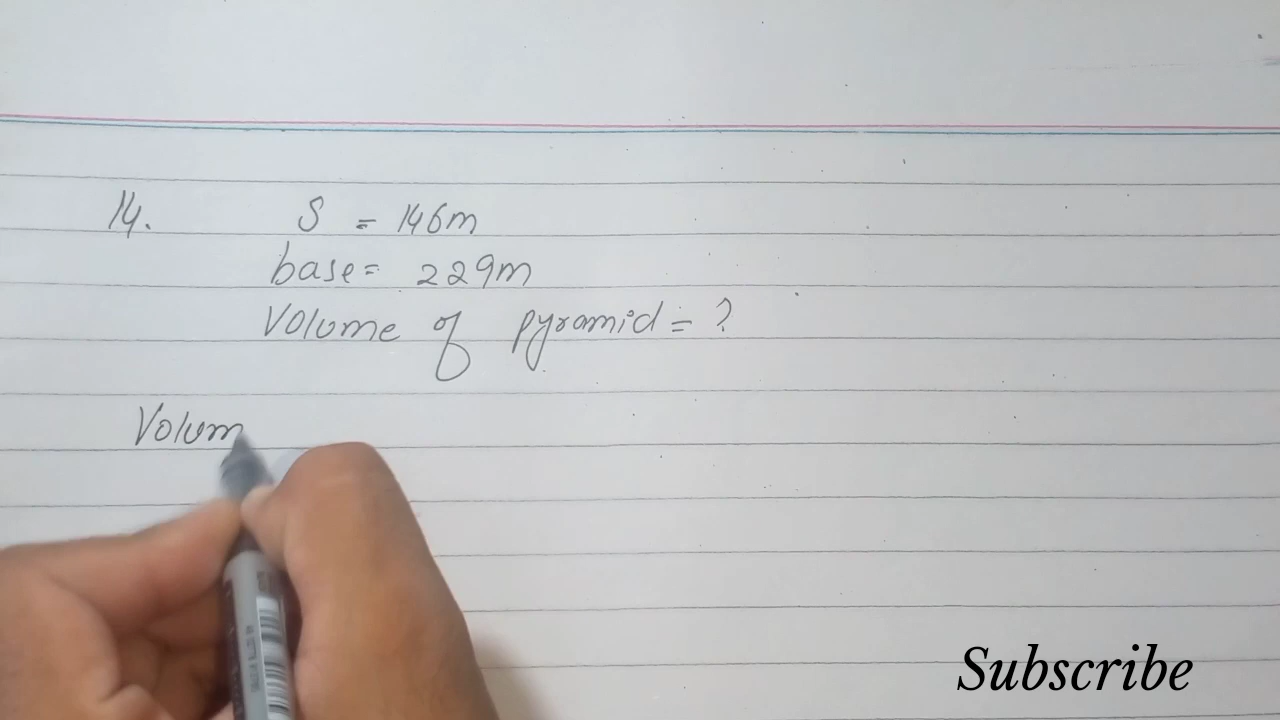 14. S = 146m
base = 229m
Volume of pyramid = ?
Volum
Subscribe